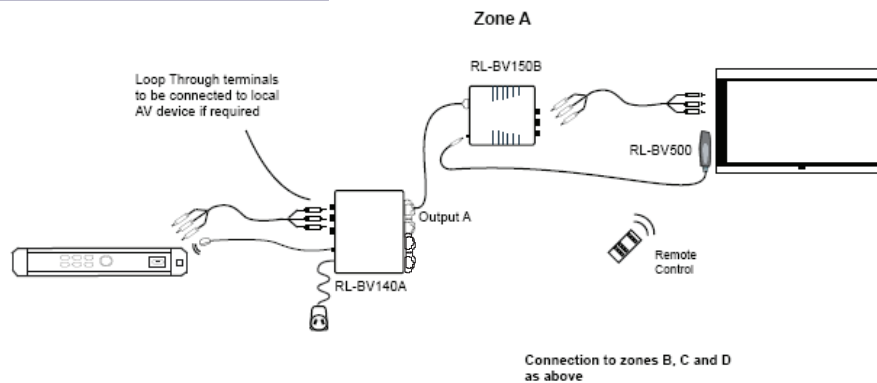 Zone A
RL-BV150B
Loop Through terminals
to be connected to local
AV device if required
RL-BV500
Output A
Remote
Control
RL-BV140A
Connection to zones B, C and D
as above